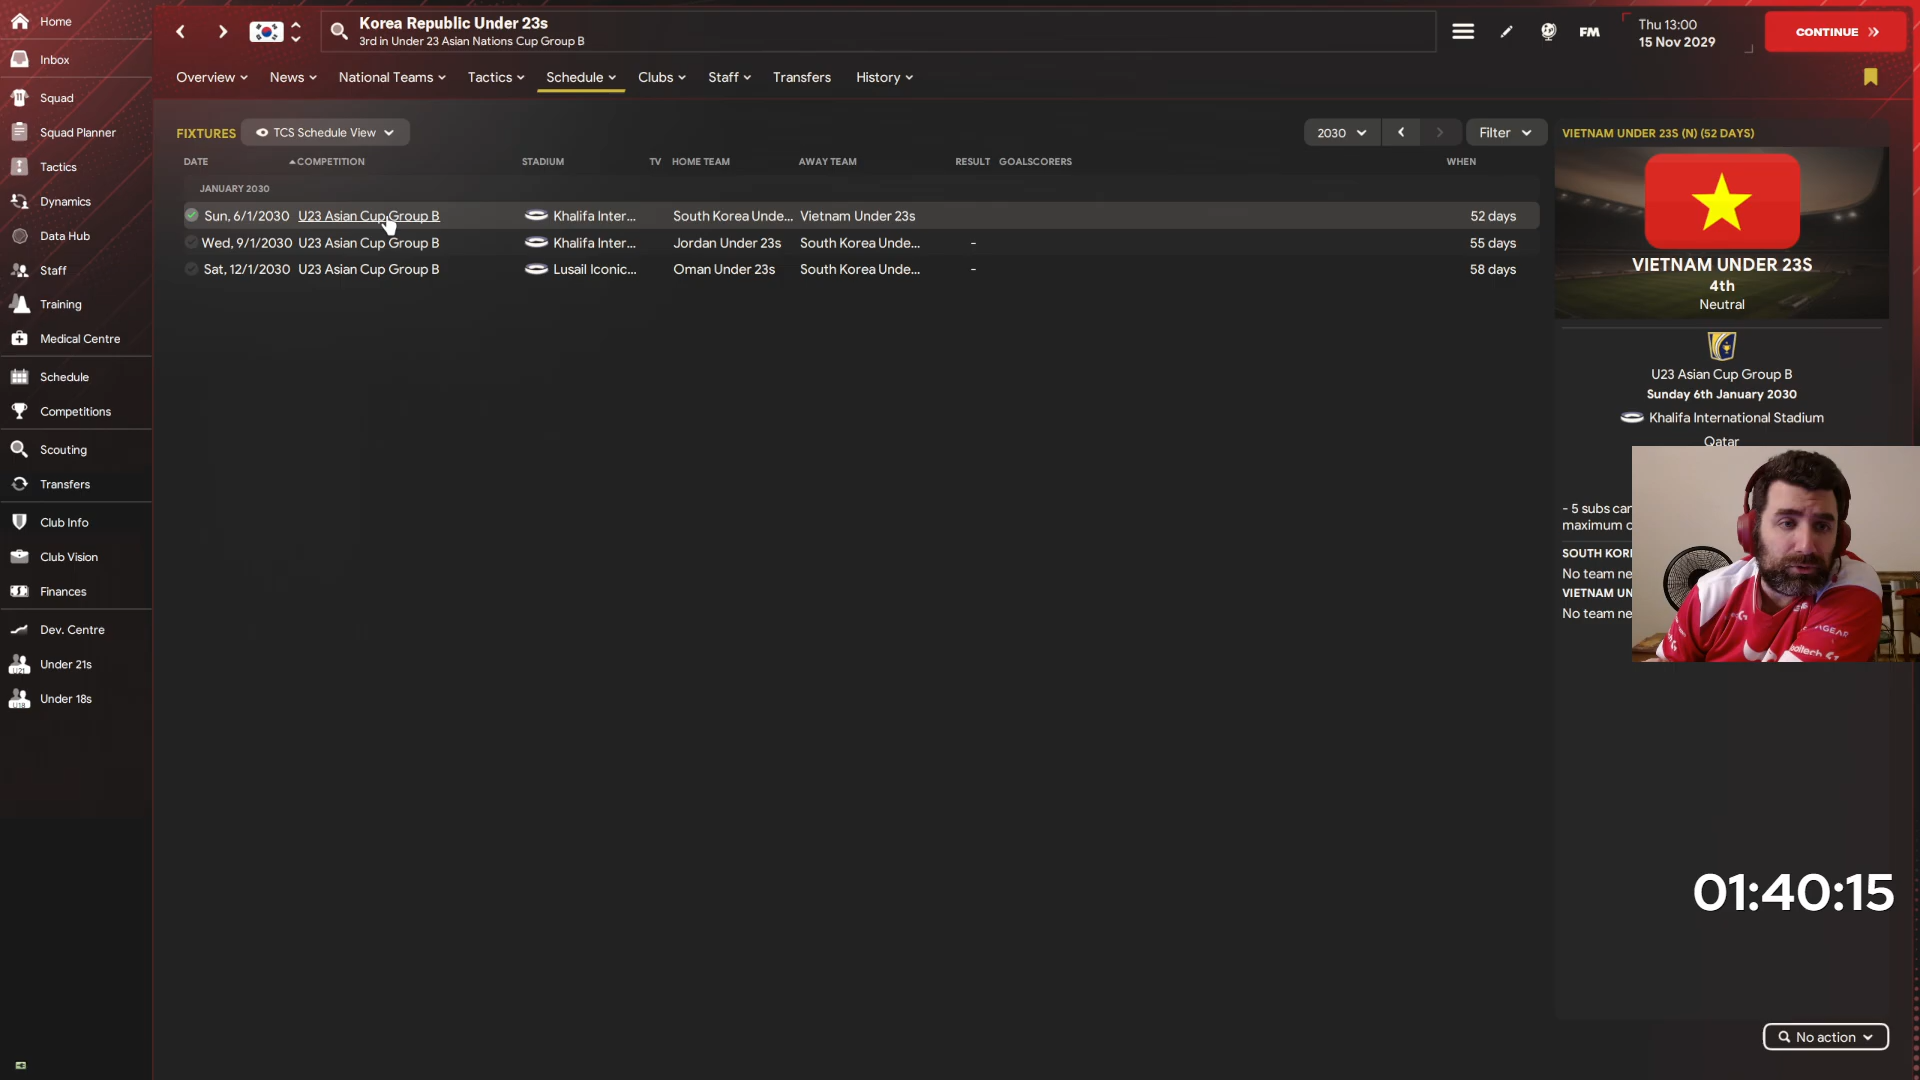 Home
Inbox
Squad
Squad Planner
Tactics
Dynamics
Data Hub
Staff
Training
Medical Centre
Schedule
Competitions
Scouting
Transfers
Club Info
Club Vision
Finances
Dev. Centre
Under 21s
Under 18s
Korea Republic Under 23s
3rd in Under 23 Asian Nations Cup Group B
FM
Thu 13:00
15 Nov 2029
CONTINUE
Overview News National Teams Tactics Schedule Clubs Staff Transfers History
FIXTURES TCS Schedule View 2030 Filter
DATE COMPETITION STADIUM TV HOME TEAM AWAY TEAM RESULT GOALSCORERS WHEN
JANUARY 2030
Sun, 6/1/2030 U23 Asian Cup Group B Khalifa Inter... South Korea Unde... Vietnam Under 23s 52 days
Wed, 9/1/2030 U23 Asian Cup Group B Khalifa Inter... Jordan Under 23s South Korea Unde... - 55 days
Sat, 12/1/2030 U23 Asian Cup Group B Lusail Iconic... Oman Under 23s South Korea Unde... - 58 days
VIETNAM UNDER 23S (N) (52 DAYS)
VIETNAM UNDER 23S
4th
Neutral
U23 Asian Cup Group B
Sunday 6th January 2030
Khalifa International Stadium
Qatar
- 5 subs can
maximum
SOUTH KOR
No team ne
VIETNAM UN
No team ne
01:40:15
No action